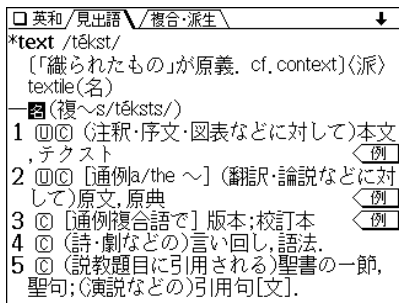 英和/見出語\/複合・派生\ ↓
*text /tékst/
[「織られたもの」が原義. cf. context]〈派〉
textile(名)
―名(複～s/téksts/)
1 ⓊⒸ (注釈・序文・図表などに対して)本文
,テクスト 例
2 ⓊⒸ [通例a/the ～] (翻訳・論説などに対
して)原文,原典 例
3 Ⓒ [通例複合語で] 版本;校訂本 例
4 Ⓒ (詩・劇などの)言い回し,語法.
5 Ⓒ (説教題目に引用される)聖書の一節,
聖句;(演説などの)引用句[文].